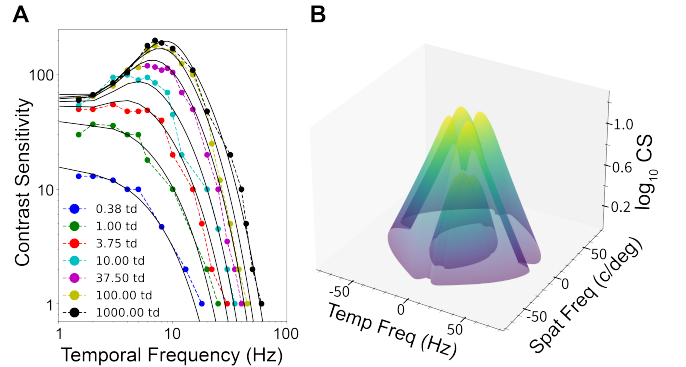 A
B
100
10
1
Contrast Sensitivity
0.38 td
1.00 td
3.75 td
10.00 td
37.50 td
100.00 td
1000.00 td
1 10 100
Temporal Frequency (Hz)
1.0
0.6
0.2
log10 CS
-50 0 50
Temp Freq (Hz)
-50 0 50
Spat Freq (c/deg)